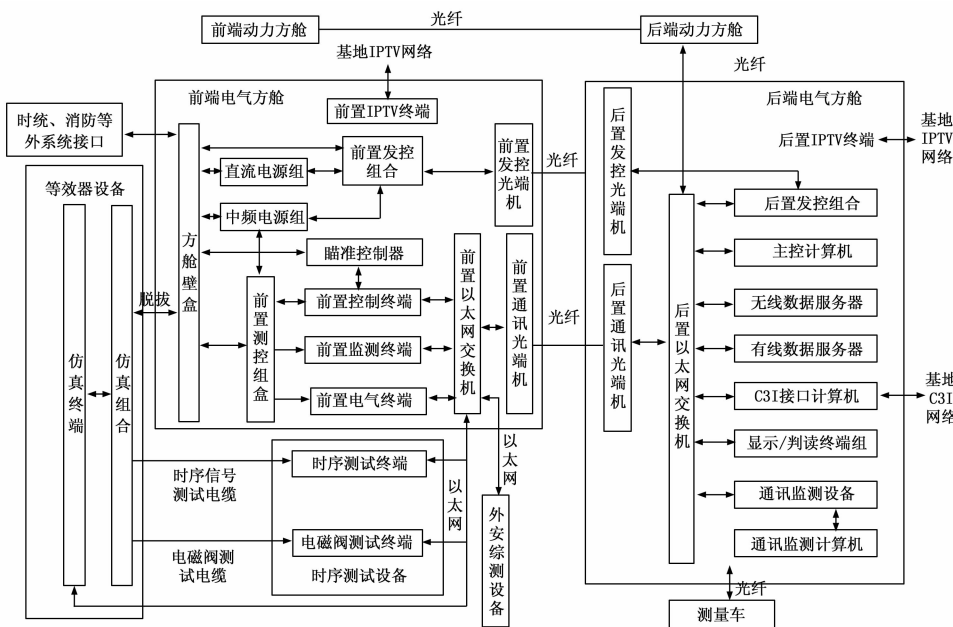 前端动力方舱
光纤
后端动力方舱
基地IPTV网络
光纤
前端电气方舱
前置IPTV终端
后端电气方舱
时统、消防等
外系统接口
前置发控
组合
直流电源组
中频电源组
瞄准控制器
方舱壁盒
前置测控组盒
前置控制终端
前置监测终端
前置电气终端
前置发控光端机
前置以太网交换机
前置通讯光端机
光纤
光纤
后置发控光端机
后置通讯光端机
后置以太网交换机
后置IPTV终端
基地
IPTV
网络
后置发控组合
主控计算机
无线数据服务器
有线数据服务器
C3I接口计算机
基地
C3I
网络
显示/判读终端组
通讯监测设备
通讯监测计算机
等效器设备
仿真终端
仿真组合
脱拔
时序信号
测试电缆
电磁阀测
试电缆
时序测试终端
电磁阀测试终端
时序测试设备
以太网
以太网
外安综测设备
光纤
测量车